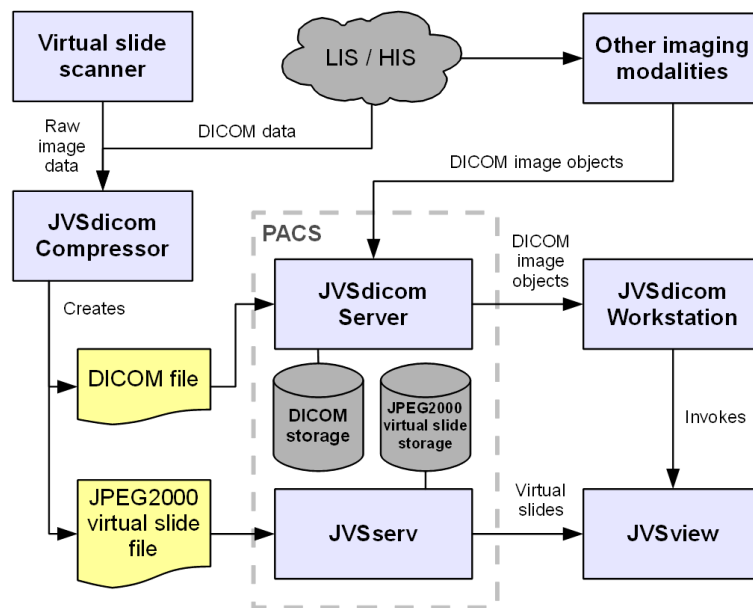 Virtual slide
scanner
LIS / HIS
Other imaging
modalities
Raw
image
data
DICOM data
DICOM image objects
JVSdicom
Compressor
PACS
JVSdicom
Server
DICOM
image
objects
JVSdicom
Workstation
Creates
DICOM file
DICOM
storage
JPEG2000
virtual slide
storage
Invokes
JPEG2000
virtual slide
file
JVSserv
Virtual
slides
JVSview